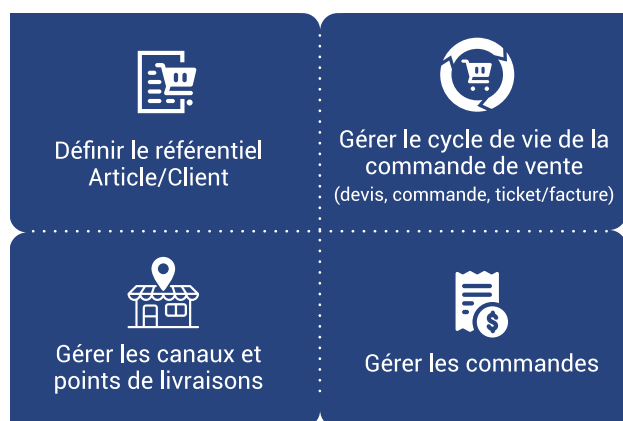 Définir le référentiel
Article/Client
Gérer le cycle de vie de la
commande de vente
(devis, commande, ticket/facture)
Gérer les canaux et
points de livraisons
Gérer les commandes
$